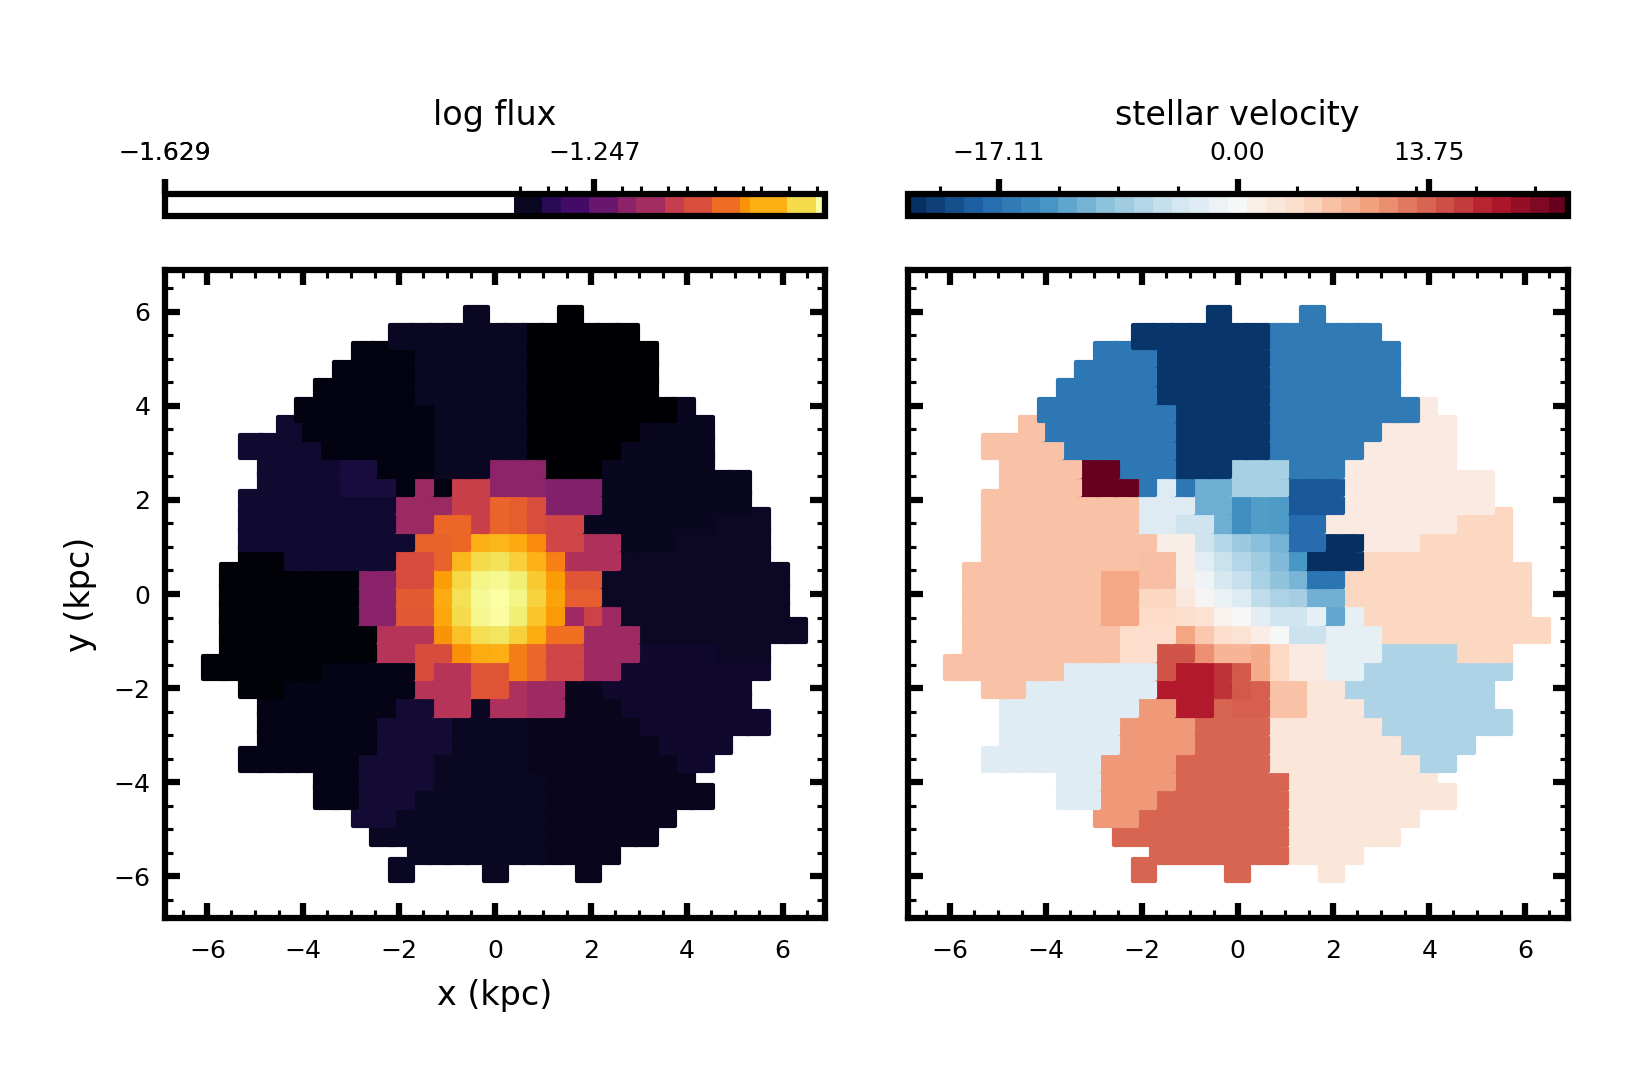 log flux
stellar velocity
−1.629
−1.247
−17.11
0.00
13.75
6
4
2
0
−2
−4
−6
y (kpc)
−6 −4 −2 0 2 4 6
−6 −4 −2 0 2 4 6
x (kpc)